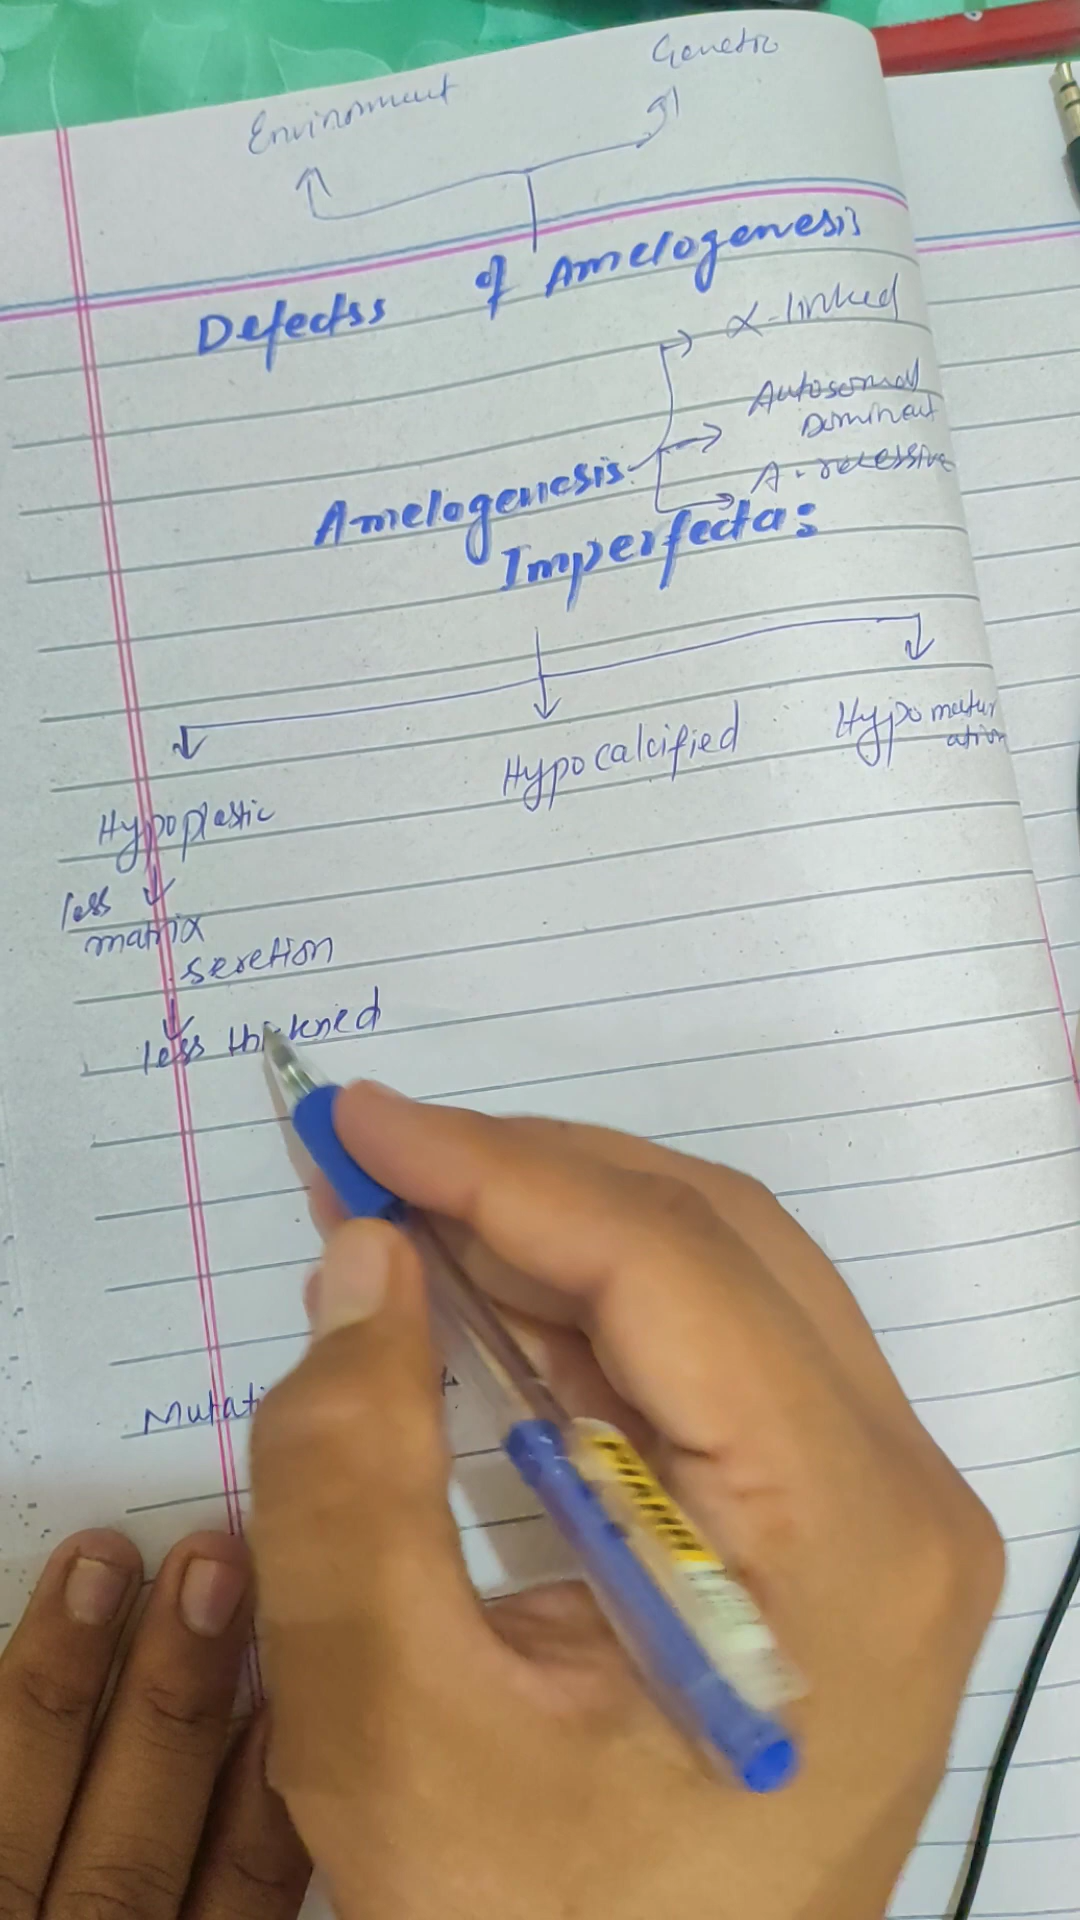 Genetic
Environment
Defectss of Amelogenesis
X-linked
Autosomal
Dominant
A. recessive
Amelogenesis
Imperfecta:
Hypoplastic
Hypocalcified
Hypomatur
ation
less
matrix
seretion
less thickned